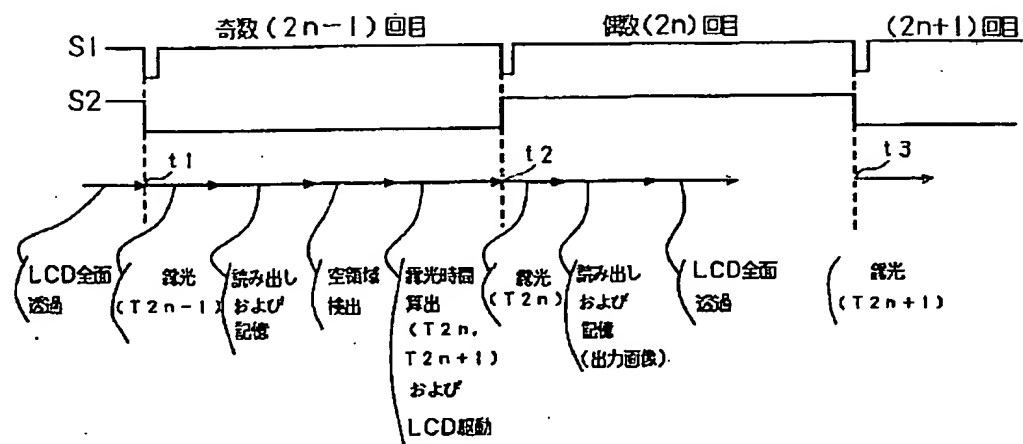 奇数(2n-1)回目
偶数(2n)回目
(2n+1)回目
S1
S2
t1
t2
t3
LCD全面
透過
露光
(T2n-1)
読み出し
および
記憶
空領域
検出
露光時間
算出
(T2n,
T2n+1)
および
LCD駆動
露光
(T2n)
読み出し
および
記憶
(出力画像)
LCD全面
透過
露光
(T2n+1)